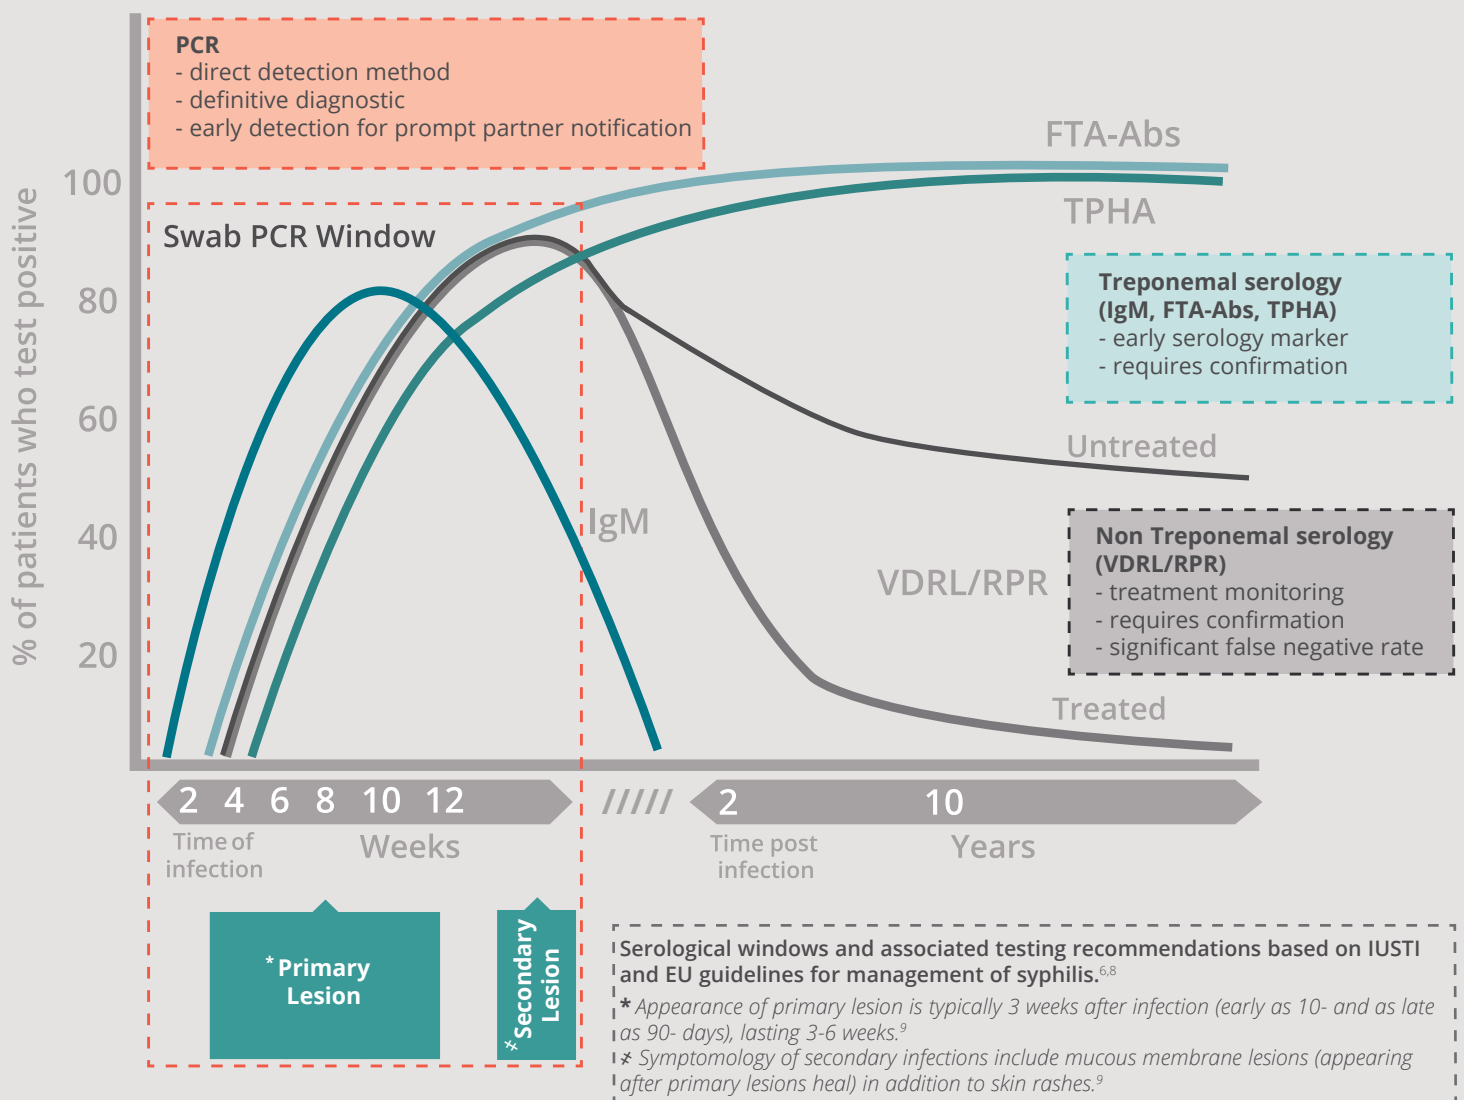 PCR
- direct detection method
- definitive diagnostic
- early detection for prompt partner notification
FTA-Abs
TPHA
Swab PCR Window
% of patients who test positive
100
80
60
40
20
Treponemal serology
(IgM, FTA-Abs, TPHA)
- early serology marker
- requires confirmation
Untreated
IgM
VDRL/RPR
Non Treponemal serology
(VDRL/RPR)
- treatment monitoring
- requires confirmation
- significant false negative rate
Treated
2 4 6 8 10 12
///// 
2 10
Time of
infection
Weeks
Time post
infection
Years
* Primary
Lesion
҂ Secondary
Lesion
Serological windows and associated testing recommendations based on IUSTI
and EU guidelines for management of syphilis.6,8
* Appearance of primary lesion is typically 3 weeks after infection (early as 10- and as late
as 90- days), lasting 3-6 weeks.9
҂ Symptomology of secondary infections include mucous membrane lesions (appearing
after primary lesions heal) in addition to skin rashes.9